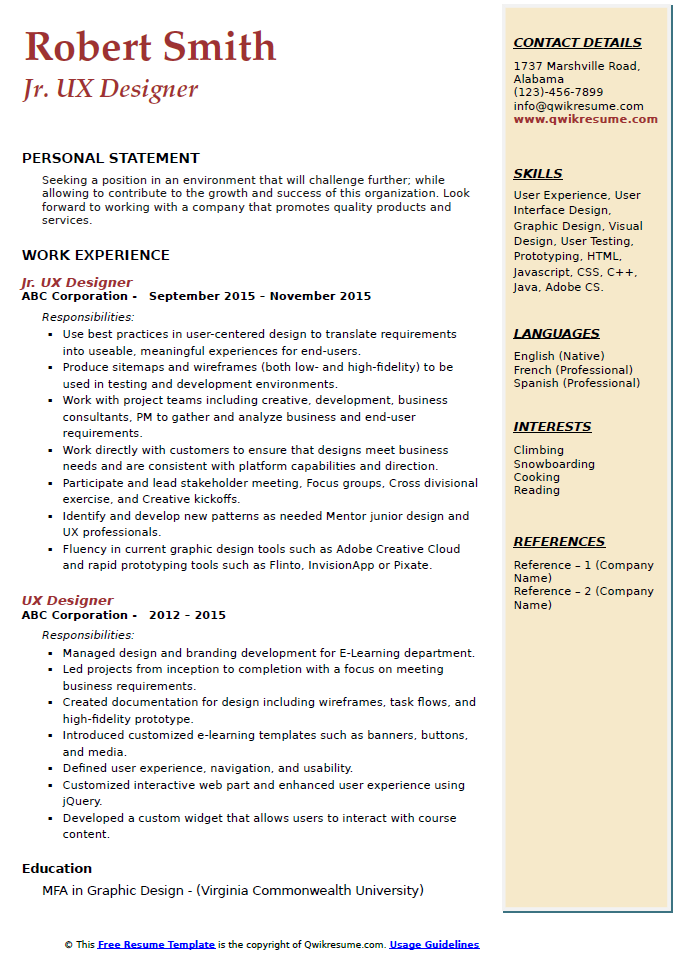 Robert Smith
Jr. UX Designer
PERSONAL STATEMENT
Seeking a position in an environment that will challenge further; while
allowing to contribute to the growth and success of this organization. Look
forward to working with a company that promotes quality products and
services.
WORK EXPERIENCE
Jr. UX Designer
ABC Corporation - September 2015 – November 2015
Responsibilities:
▪ Use best practices in user-centered design to translate requirements
into useable, meaningful experiences for end-users.
▪ Produce sitemaps and wireframes (both low- and high-fidelity) to be
used in testing and development environments.
▪ Work with project teams including creative, development, business
consultants, PM to gather and analyze business and end-user
requirements.
▪ Work directly with customers to ensure that designs meet business
needs and are consistent with platform capabilities and direction.
▪ Participate and lead stakeholder meeting, Focus groups, Cross divisional
exercise, and Creative kickoffs.
▪ Identify and develop new patterns as needed Mentor junior design and
UX professionals.
▪ Fluency in current graphic design tools such as Adobe Creative Cloud
and rapid prototyping tools such as Flinto, InvisionApp or Pixate.
UX Designer
ABC Corporation - 2012 – 2015
Responsibilities:
▪ Managed design and branding development for E-Learning department.
▪ Led projects from inception to completion with a focus on meeting
business requirements.
▪ Created documentation for design including wireframes, task flows, and
high-fidelity prototype.
▪ Introduced customized e-learning templates such as banners, buttons,
and media.
▪ Defined user experience, navigation, and usability.
▪ Customized interactive web part and enhanced user experience using
jQuery.
▪ Developed a custom widget that allows users to interact with course
content.
Education
MFA in Graphic Design - (Virginia Commonwealth University)
CONTACT DETAILS
1737 Marshville Road,
Alabama
(123)-456-7899
info@qwikresume.com
www.qwikresume.com
SKILLS
User Experience, User
Interface Design,
Graphic Design, Visual
Design, User Testing,
Prototyping, HTML,
Javascript, CSS, C++,
Java, Adobe CS.
LANGUAGES
English (Native)
French (Professional)
Spanish (Professional)
INTERESTS
Climbing
Snowboarding
Cooking
Reading
REFERENCES
Reference – 1 (Company
Name)
Reference – 2 (Company
Name)
© This Free Resume Template is the copyright of Qwikresume.com. Usage Guidelines